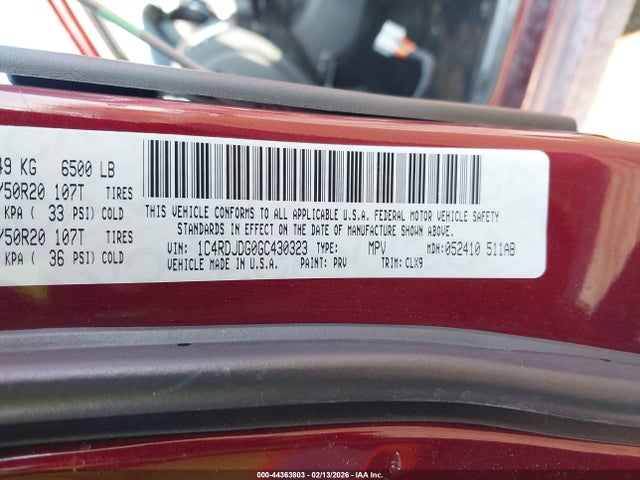 49 KG 6500 LB
/50R20 107T TIRES
KPA ( 33 PSI) COLD
/50R20 107T TIRES
KPA ( 36 PSI) COLD
THIS VEHICLE CONFORMS TO ALL APPLICABLE U.S.A. FEDERAL MOTOR VEHICLE SAFETY
STANDARDS IN EFFECT ON THE DATE OF MANUFACTURE SHOWN ABOVE.
VIN: 1C4RDJDG0GC430323 TYPE: MPV MDH: 052410 511AB
VEHICLE MADE IN U.S.A. PAINT: PRV TRIM: CLX9
00-44363803 | 02/13/2026 | IAA, Inc.